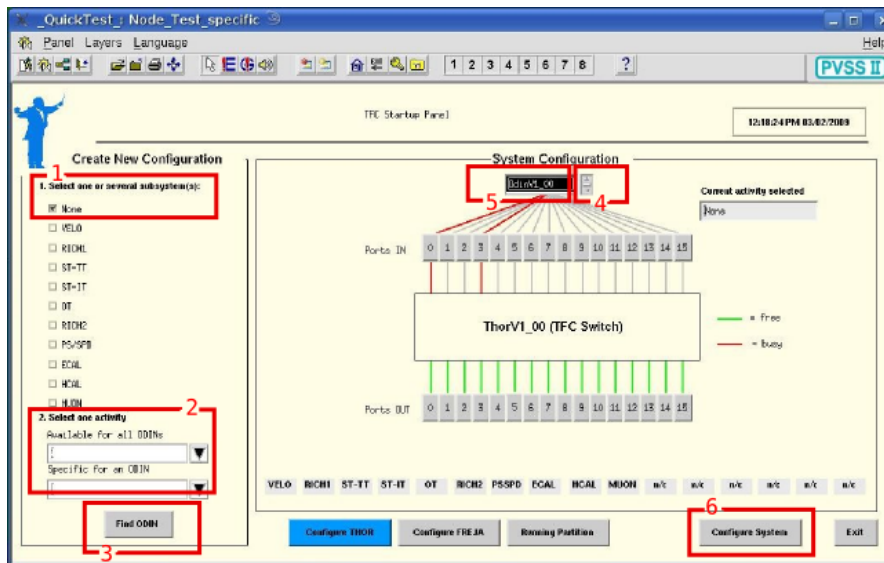 _QuickTest_: Node_Test_specific
Panel Layers Language Help
1 2 3 4 5 6 7 8 ? PVSS II
TFC Startup Panel
12:18:24 PM 03/02/2009
Create New Configuration
1
1. Select one or several subsystem(s):
None
VELO
RICH1
ST-TT
ST-IT
OT
RICH2
PS/SPD
ECAL
HCAL
MUON
2
2. Select one activity
Available for all ODINs
Specific for an ODIN
Find ODIN
3
System Configuration
OdinV1_00
5 4
Current activity selected
None
Ports IN 0 1 2 3 4 5 6 7 8 9 10 11 12 13 14 15
ThorV1_00 (TFC Switch)
= free
= busy
Ports OUT 0 1 2 3 4 5 6 7 8 9 10 11 12 13 14 15
VELO RICH1 ST-TT ST-IT OT RICH2 PSSPD ECAL HCAL MUON n/c n/c n/c n/c n/c n/c
6
Configure THOR Configure FREJA Running Partition Configure System Exit